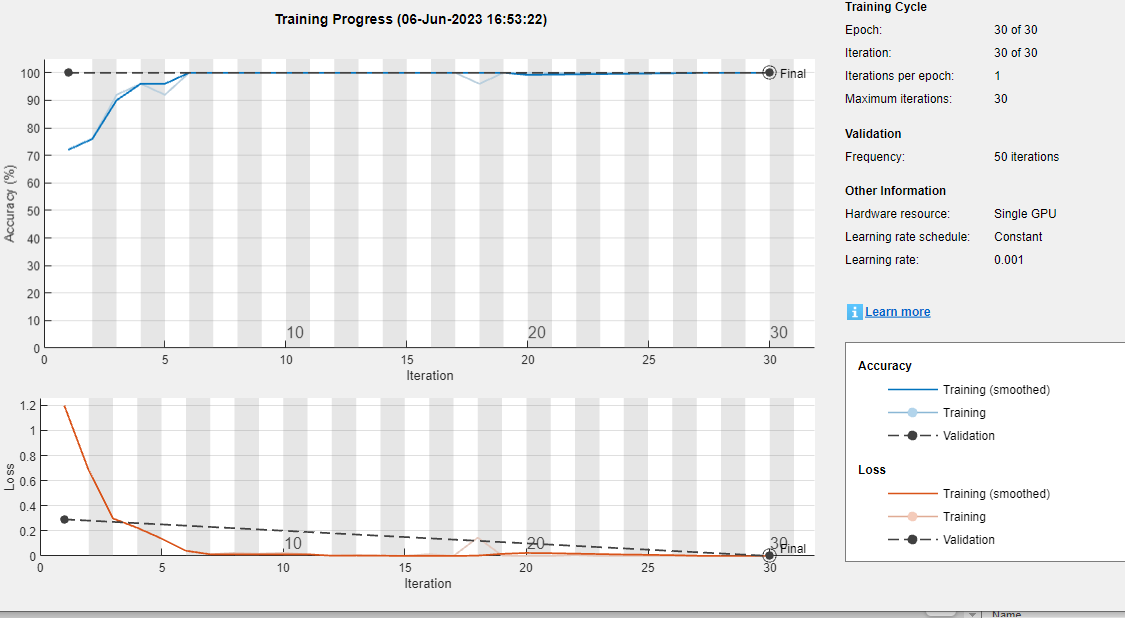 Training Progress (06-Jun-2023 16:53:22)
100
90
80
70
60
50
40
30
20
10
0
Accuracy (%)
Final
10
20
30
0
5
10
15
20
25
30
Iteration
1.2
1
0.8
0.6
0.4
0.2
0
Loss
10
20
30
Final
0
5
10
15
20
25
30
Iteration
Training Cycle
Epoch: 30 of 30
Iteration: 30 of 30
Iterations per epoch: 1
Maximum iterations: 30
Validation
Frequency: 50 iterations
Other Information
Hardware resource: Single GPU
Learning rate schedule: Constant
Learning rate: 0.001
i Learn more
Accuracy
Training (smoothed)
Training
Validation
Loss
Training (smoothed)
Training
Validation
Name